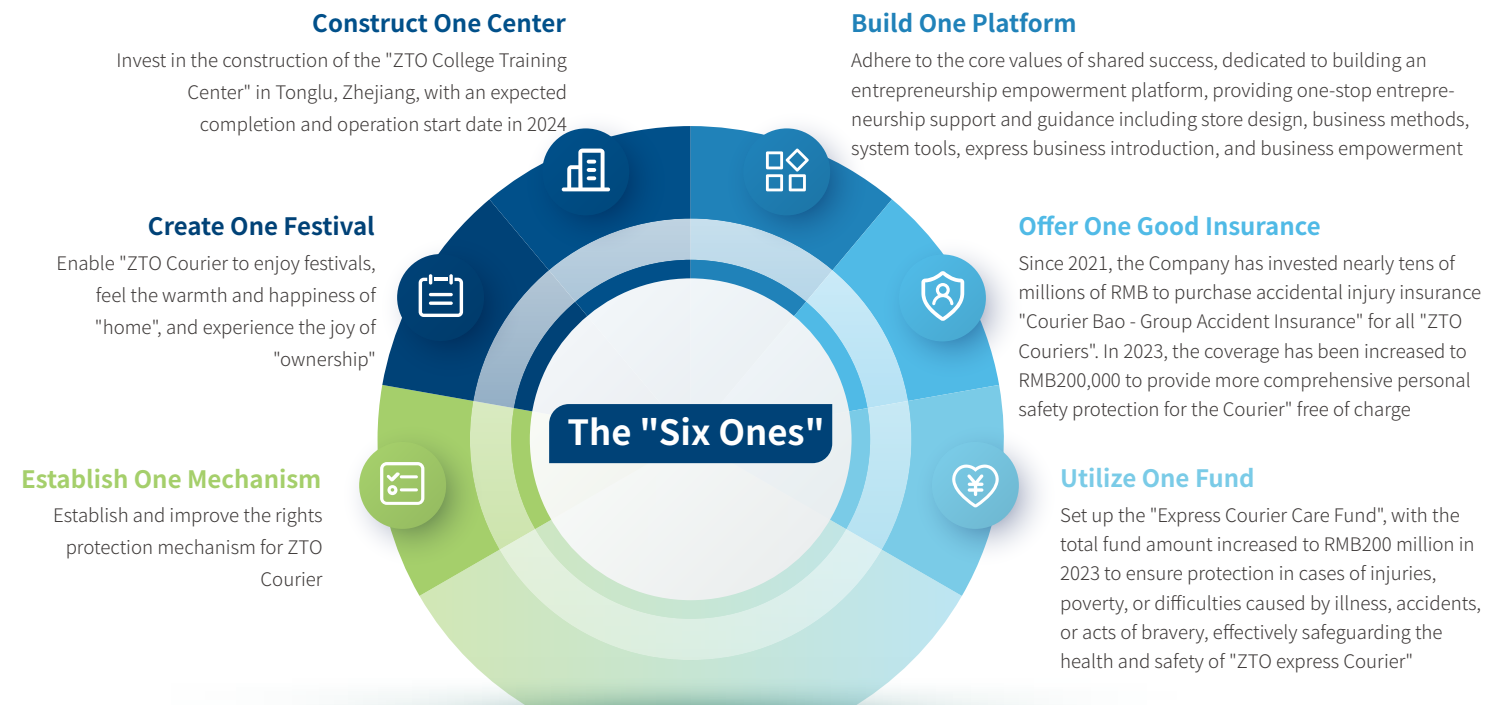 Construct One Center
Invest in the construction of the "ZTO College Training
Center" in Tonglu, Zhejiang, with an expected
completion and operation start date in 2024
Build One Platform
Adhere to the core values of shared success, dedicated to building an
entrepreneurship empowerment platform, providing one-stop entrepre-
neurship support and guidance including store design, business methods,
system tools, express business introduction, and business empowerment
Create One Festival
Enable "ZTO Courier to enjoy festivals,
feel the warmth and happiness of
"home", and experience the joy of
"ownership"
Offer One Good Insurance
Since 2021, the Company has invested nearly tens of
millions of RMB to purchase accidental injury insurance
"Courier Bao - Group Accident Insurance" for all "ZTO
Couriers". In 2023, the coverage has been increased to
RMB200,000 to provide more comprehensive personal
safety protection for the Courier" free of charge
The "Six Ones"
Establish One Mechanism
Establish and improve the rights
protection mechanism for ZTO
Courier
Utilize One Fund
Set up the "Express Courier Care Fund", with the
total fund amount increased to RMB200 million in
2023 to ensure protection in cases of injuries,
poverty, or difficulties caused by illness, accidents,
or acts of bravery, effectively safeguarding the
health and safety of "ZTO express Courier"
¥